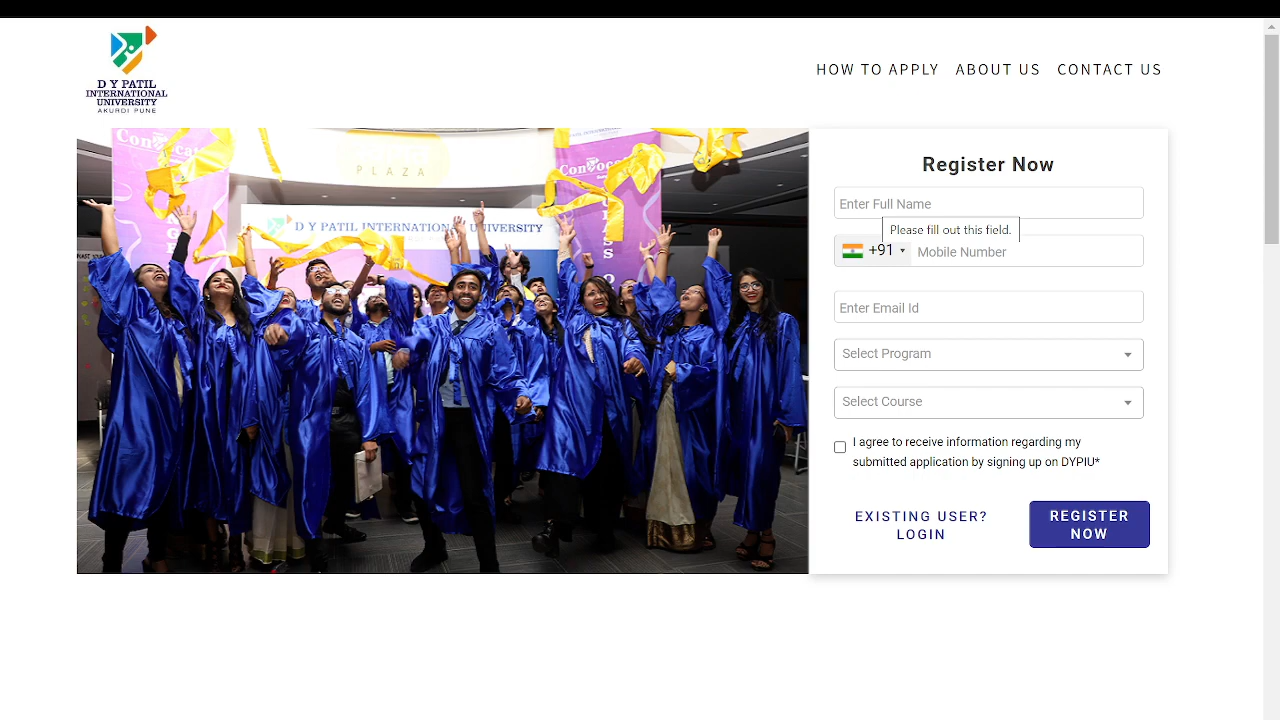 D Y PATIL
INTERNATIONAL
UNIVERSITY
AKURDI PUNE
HOW TO APPLY
ABOUT US
CONTACT US
PLAZA
D Y PATIL INTERNATIONAL UNIVERSITY
Register Now
Enter Full Name
Please fill out this field.
+91
Mobile Number
Enter Email Id
Select Program
Select Course
I agree to receive information regarding my
submitted application by signing up on DYPIU*
EXISTING USER?
LOGIN
REGISTER
NOW